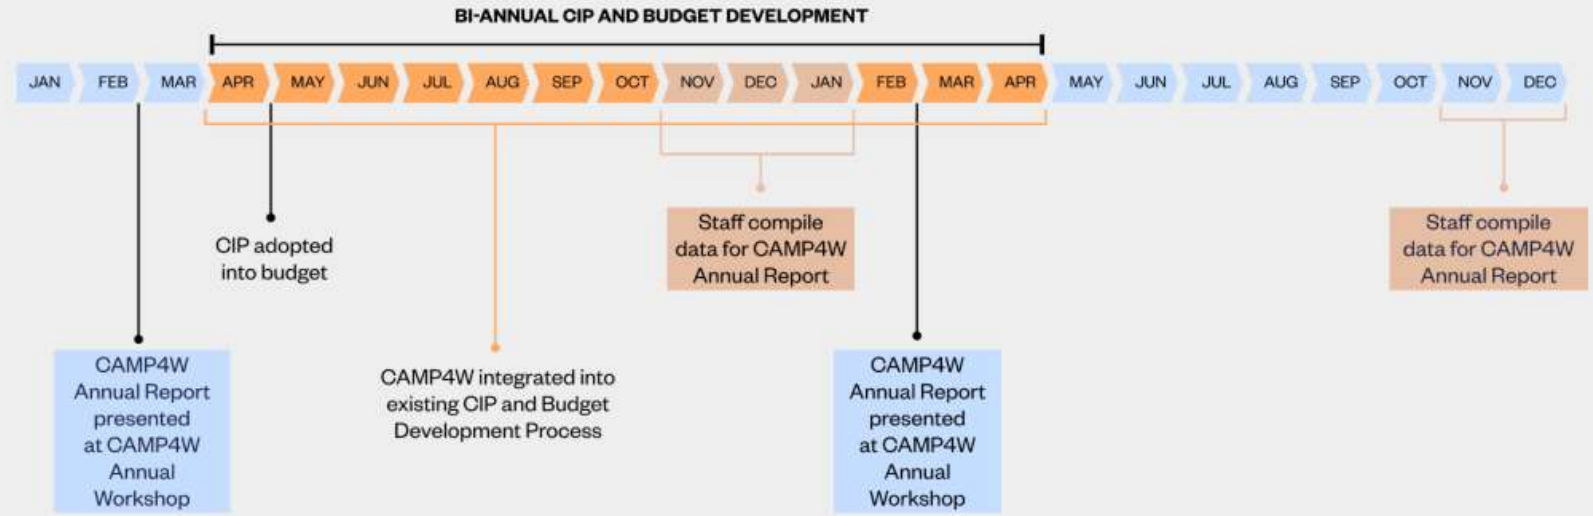 BI-ANNUAL CIP AND BUDGET DEVELOPMENT
JAN FEB MAR APR MAY JUN JUL AUG SEP OCT NOV DEC JAN FEB MAR APR MAY JUN JUL AUG SEP OCT NOV DEC
CIP adopted
into budget
Staff compile
data for CAMP4W
Annual Report
Staff compile
data for CAMP4W
Annual Report
CAMP4W
Annual Report
presented
at CAMP4W
Annual
Workshop
CAMP4W integrated into
existing CIP and Budget
Development Process
CAMP4W
Annual Report
presented
at CAMP4W
Annual
Workshop